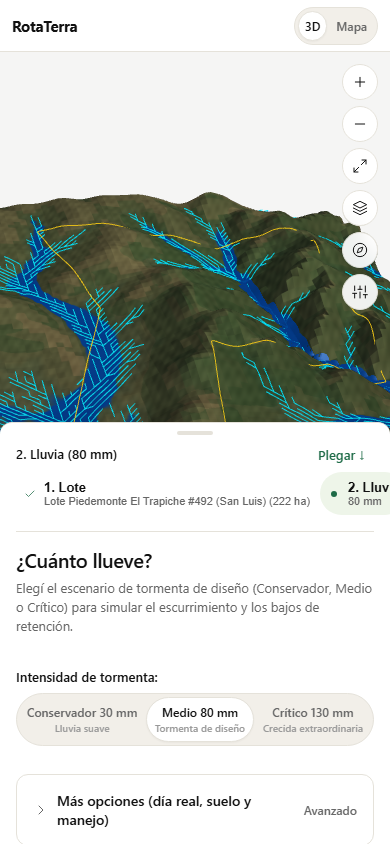 RotaTerra
3D
Mapa
2. Lluvia (80 mm)
Plegar ↓
1. Lote
Lote Piedemonte El Trapiche #492 (San Luis) (222 ha)
2. Lluv
80 mm
¿Cuánto llueve?
Elegí el escenario de tormenta de diseño (Conservador, Medio
o Crítico) para simular el escurrimiento y los bajos de
retención.
Intensidad de tormenta:
Conservador 30 mm
Lluvia suave
Medio 80 mm
Tormenta de diseño
Crítico 130 mm
Crecida extraordinaria
Más opciones (día real, suelo y
manejo)
Avanzado